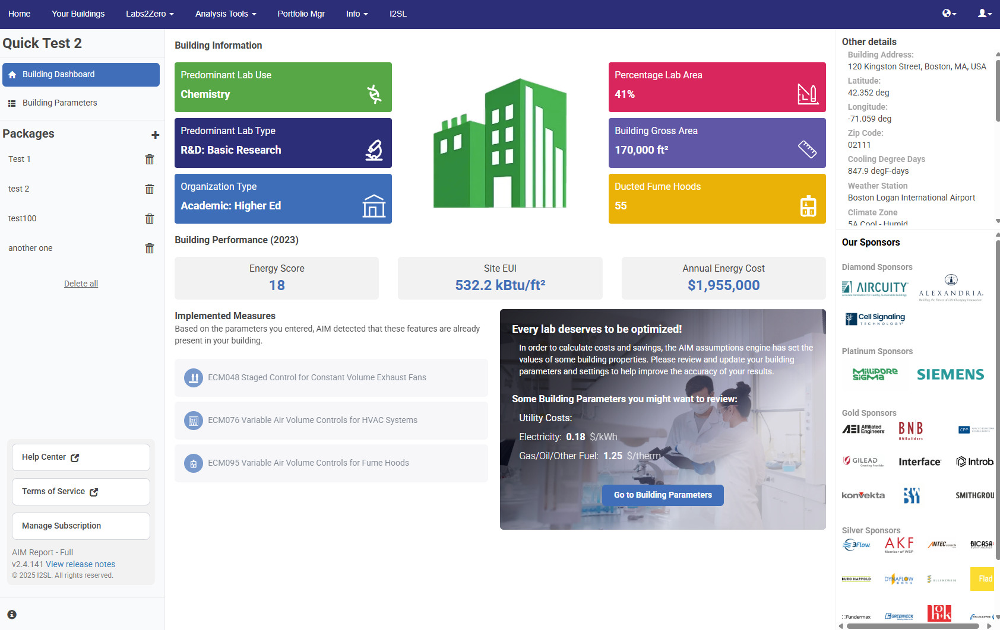 Home Your Buildings Labs2Zero Analysis Tools Portfolio Mgr Info I2SL
Quick Test 2
Building Dashboard
Building Parameters
Packages +
Test 1
test 2
test100
another one
Delete all
Help Center
Terms of Service
Manage Subscription
AIM Report - Full
v2.4.141 View release notes
© 2025 I2SL. All rights reserved.
Building Information
Predominant Lab Use
Chemistry
Predominant Lab Type
R&D: Basic Research
Organization Type
Academic: Higher Ed
Percentage Lab Area
41%
Building Gross Area
170,000 ft²
Ducted Fume Hoods
55
Building Performance (2023)
Energy Score
18
Site EUI
532.2 kBtu/ft²
Annual Energy Cost
$1,955,000
Implemented Measures
Based on the parameters you entered, AIM detected that these features are already
present in your building.
ECM048 Staged Control for Constant Volume Exhaust Fans
ECM076 Variable Air Volume Controls for HVAC Systems
ECM095 Variable Air Volume Controls for Fume Hoods
Every lab deserves to be optimized!
In order to calculate costs and savings, the AIM assumptions engine has set the
values of some building properties. Please review and update your building
parameters and settings to help improve the accuracy of your results.
Some Building Parameters you might want to review:
Utility Costs:
Electricity: 0.18 $/kWh
Gas/Oil/Other Fuel: 1.25 $/therm
Go to Building Parameters
Other details
Building Address:
120 Kingston Street, Boston, MA, USA
Latitude:
42.352 deg
Longitude:
-71.059 deg
Zip Code:
02111
Cooling Degree Days
847.9 degF-days
Weather Station
Boston Logan International Airport
Climate Zone
5A Cool - Humid
Our Sponsors
Diamond Sponsors
AIRCUITY
ALEXANDRIA.
Building the Future of Life-Changing Innovation
Cell Signaling
TECHNOLOGY
Platinum Sponsors
MILLIPORE
SIGMA
SIEMENS
Gold Sponsors
AEI Affiliated
Engineers
BNB
BNBuilders
CPP
GILEAD
Creating Possible
Interface
Introb
konvekta
SMITHGROU
Silver Sponsors
3Flow
AKF
Member of WSP
ANTEC controls
BICASA
BURO HAPPOLD
DYNAFLOW
ELLENZWEIG
Flad
Fundermax
GREENHECK
hok